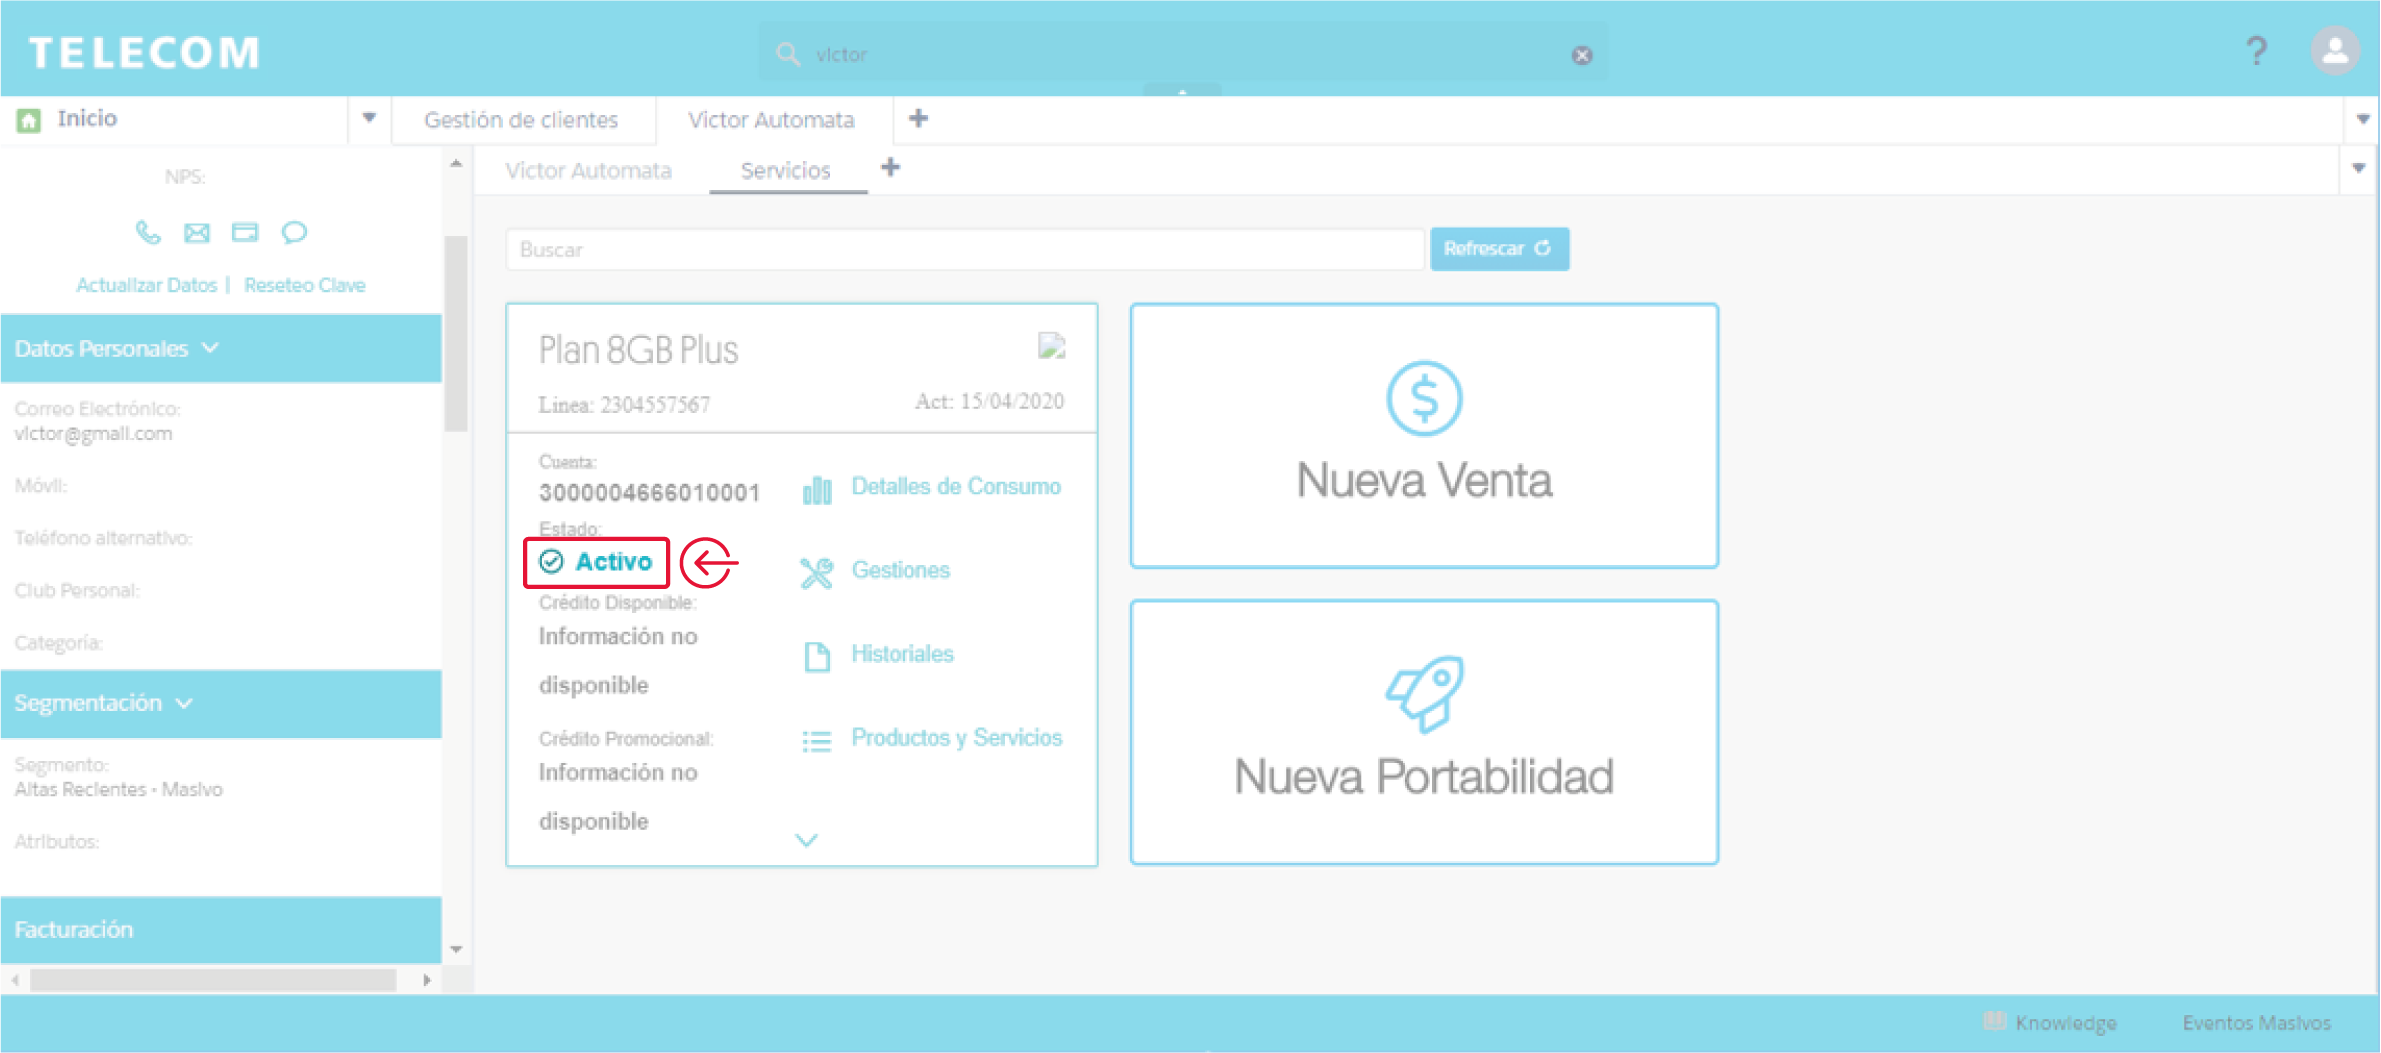 TELECOM
victor
?
Inicio
Gestión de clientes
Victor Automata
NPS:
Victor Automata
Servicios
Actualizar Datos | Reseteo Clave
Buscar
Refrescar
Datos Personales
Correo Electrónico:
victor@gmail.com
Móvil:
Teléfono alternativo:
Club Personal:
Categoría:
Segmentación
Segmento:
Altas Recientes - Masivo
Atributos:
Facturación
Plan 8GB Plus
Linea: 2304557567
Act: 15/04/2020
Cuenta:
3000004666010001
Estado:
Activo
Crédito Disponible:
Información no
disponible
Crédito Promocional:
Información no
disponible
Detalles de Consumo
Gestiones
Historiales
Productos y Servicios
Nueva Venta
Nueva Portabilidad
Knowledge
Eventos Masivos